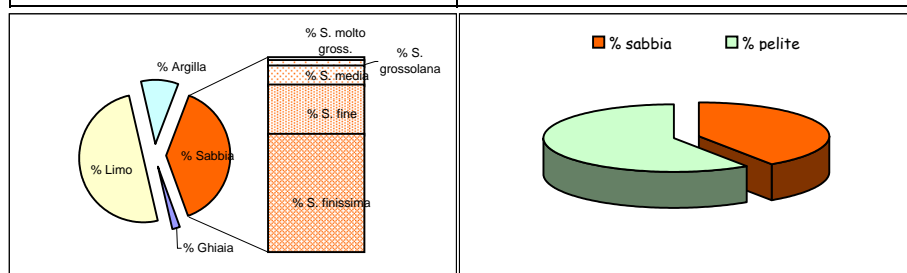 % S. molto
gross.
% S.
grossolana
% Argilla
% S. media
% S. fine
% Limo
% Sabbia
% S. finissima
% Ghiaia
% sabbia
% pelite